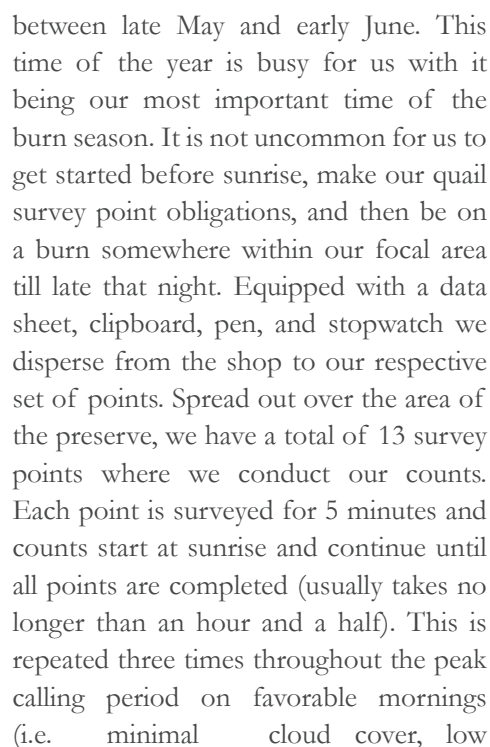 between late May and early June. This
time of the year is busy for us with it
being our most important time of the
burn season. It is not uncommon for us to
get started before sunrise, make our quail
survey point obligations, and then be on
a burn somewhere within our focal area
till late that night. Equipped with a data
sheet, clipboard, pen, and stopwatch we
disperse from the shop to our respective
set of points. Spread out over the area of
the preserve, we have a total of 13 survey
points where we conduct our counts.
Each point is surveyed for 5 minutes and
counts start at sunrise and continue until
all points are completed (usually takes no
longer than an hour and a half). This is
repeated three times throughout the peak
calling period on favorable mornings
(i.e. minimal cloud cover, low